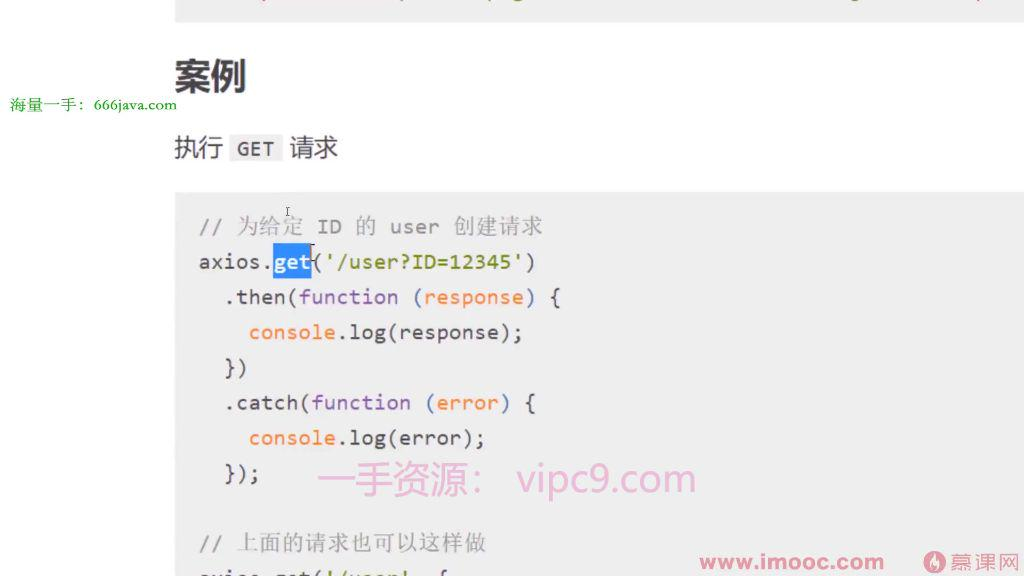 案例
海量一手：666java.com
执行 GET 请求
// 为给定 ID 的 user 创建请求
axios.get('/user?ID=12345')
.then(function (response) {
console.log(response);
})
.catch(function (error) {
console.log(error);
});
一手资源： vipc9.com
// 上面的请求也可以这样做
axios.get('/user', {
www.imooc.com 慕课网